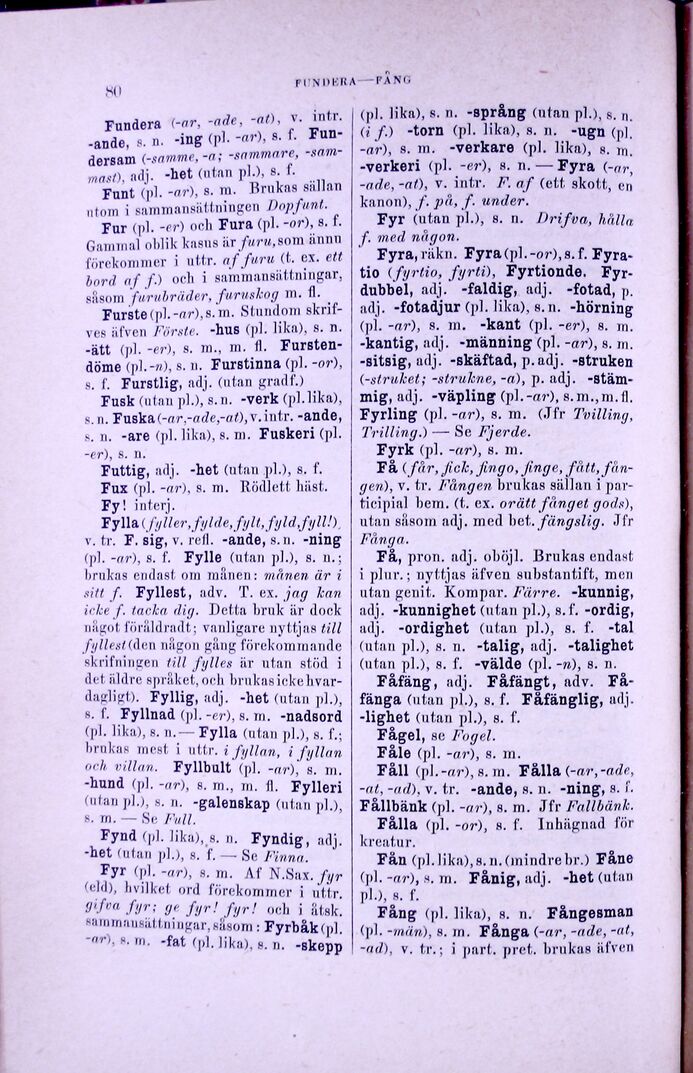 80
FUNDERA—FÅNG
Fundera (-ar, -ade, -at), v. intr.
-ande, s. n. -ing (pl. -ar), s. f. Fun-
dersam (-samme, -a; -sammare, -sam-
mast), adj. -het (utan pl.), s. f.
Funt (pl. -ar), s. m. Brukas sällan
utom i sammansättningen Dopfunt.
Fur (pl. -er) och Fura (pl. -or), s. f.
Gammal oblik kasus är furu, som ännu
förekommer i uttr. af furu (t. ex. ett
bord af f.) och i sammansättningar,
såsom furubräder, furuskog m. fl.
Furste (pl. -ar), s. m. Stundom skrif-
ves äfven Förste. -hus (pl. lika), s. n.
-ätt (pl. -er), s. m., m. fl. Fursten-
döme (pl. -n), s. n. Furstinna (pl. -or),
s. f. Furstlig, adj. (utan gradf.)
Fusk (utan pl.), s. n. -verk (pl. lika),
s. n. Fuska (-ar, -ade, -at), v. intr. -ande,
s. n. -are (pl. lika), s. m. Fuskeri (pl.
-er), s. n.
Futtig, adj. -het (utan pl.), s. f.
Fux (pl. -ar), s. m. Rödlett häst.
Fy! interj.
Fylla (fyller, fylde, fylt, fyld, fyll!),
v. tr. F. sig, v. refl. -ande, s. n. -ning
(pl. -ar), s. f. Fylle (utan pl.), s. n.;
brukas endast om månen: månen är i
sitt f. Fyllest, adv. T. ex. jag kan
icke f. tacka dig. Detta bruk är dock
något föråldradt; vanligare nyttjas till
fyllest (den någon gång förekommande
skrifningen till fylles är utan stöd i
det äldre språket, och brukas icke hvar-
dagligt). Fyllig, adj. -het (utan pl.),
s. f. Fyllnad (pl. -er), s. m. -nadsord
(pl. lika), s. n.— Fylla (utan pl.), s. f.;
brukas mest i uttr. i fyllan, i fyllan
och villan. Fyllbult (pl. -ar), s. m.
-hund (pl. -ar), s. m., m. fl. Fylleri
(utan pl.), s. n. -galenskap (utan pl.),
s. m. — Se Full.
Fynd (pl. lika), s. n. Fyndig, adj.
-het (utan pl.), s. f. — Se Finna.
Fyr (pl. -ar), s. m. Af N.Sax. fyr
(eld), hvilket ord förekommer i uttr.
gifva fyr; ge fyr! fyr! och i åtsk.
sammansättningar, såsom: Fyrbåk (pl.
-ar), s. m. -fat (pl. lika), s. n. -skepp
(pl. lika), s. n. -språng (utan pl.), s. n.
(i f.) -torn (pl. lika), s. n. -ugn (pl.
-ar), s. m. -verkare (pl. lika), s. m.
-verkeri (pl. -er), s. n. — Fyra (-ar,
-ade, -at), v. intr. F. af (ett skott, en
kanon), f. på, f. under.
Fyr (utan pl.), s. n. Drifva, hålla
f. med någon.
Fyra, räkn. Fyra (pl. -or), s. f. Fyra-
tio (fyrtio, fyrti), Fyrtionde. Fyr-
dubbel, adj. -faldig, adj. -fotad, p.
adj. -fotadjur (pl. lika), s. n. -hörning
(pl. -ar), s. m. -kant (pl. -er), s. m.
-kantig, adj. -männing (pl. -ar), s. m.
-sitsig, adj. -skäftad, p. adj. -struken
(-struket; -strukne, -a), p. adj. -stäm-
mig, adj. -väpling (pl. -ar), s. m., m. fl.
Fyrling (pl. -ar), s. m. (Jfr Tvilling,
Trilling.) — Se Fjerde.
Fyrk (pl. -ar), s. m.
Få (får, fick, fingo, finge, fått, fån-
gen), v. tr. Fången brukas sällan i par-
ticipial bem. (t. ex. orätt fånget gods),
utan såsom adj. med bet. fängslig. Jfr
Fånga.
Få, pron. adj. oböjl. Brukas endast
i plur.; nyttjas äfven substantift, men
utan genit. Kompar. Färre. -kunnig,
adj. -kunnighet (utan pl.), s. f. -ordig,
adj. -ordighet (utan pl.), s. f. -tal
(utan pl.), s. n. -talig, adj. -talighet
(utan pl.), s. f. -välde (pl. -n), s. n.
Fåfäng, adj. Fåfängt, adv. Få-
fänga (utan pl.), s. f. Fåfänglig, adj.
-lighet (utan pl.), s. f.
Fågel, se Fogel.
Fåle (pl. -ar), s. m.
Fåll (pl. -ar), s. m. Fålla (-ar, -ade,
-at, -ad), v. tr. -ande, s. n. -ning, s. f.
Fållbänk (pl. -ar), s. m. Jfr Fallbänk.
Fålla (pl. -or), s. f. Inhägnad för
kreatur.
Fån (pl. lika), s. n. (mindre br.) Fåne
(pl. -ar), s. m. Fånig, adj. -het (utan
pl.), s. f.
Fång (pl. lika), s. n. Fångesman
(pl. -män), s. m. Fånga (-ar, -ade, -at,
-ad), v. tr.; i part. pret. brukas äfven